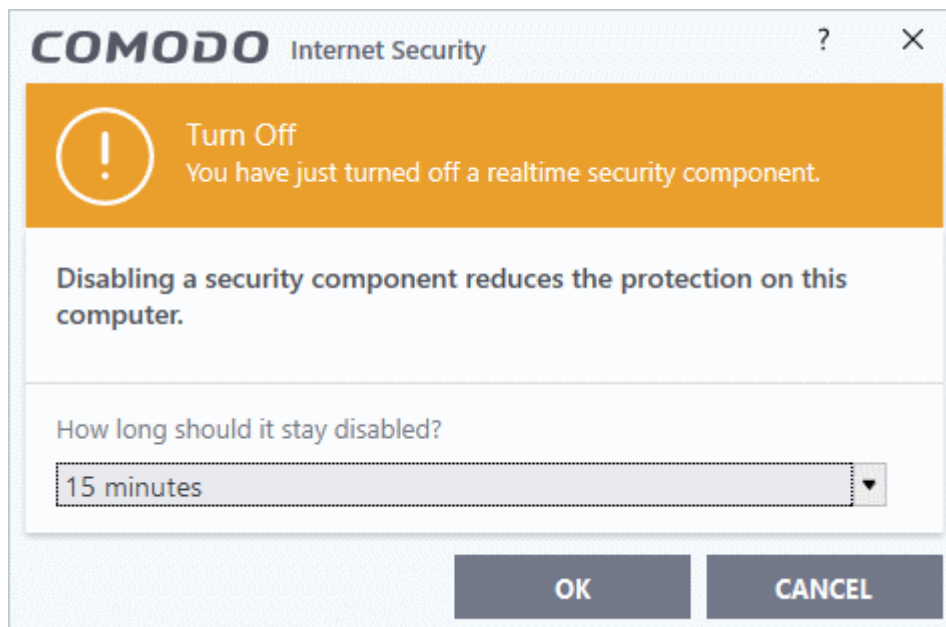 COMODO Internet Security ?
Turn Off
You have just turned off a realtime security component.
Disabling a security component reduces the protection on this
computer.
How long should it stay disabled?
15 minutes
OK CANCEL